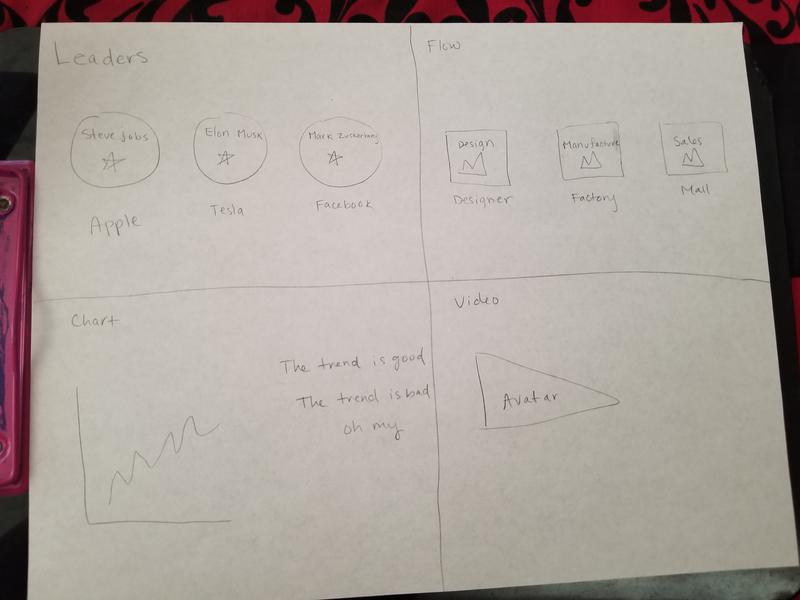 Leaders
Steve Jobs
Elon Musk
Mark Zuckerberg
Apple
Tesla
Facebook
Flow
Design
Manufacture
Sales
Designer
Factory
Mall
Chart
The trend is good
The trend is bad
oh my
Video
Avatar